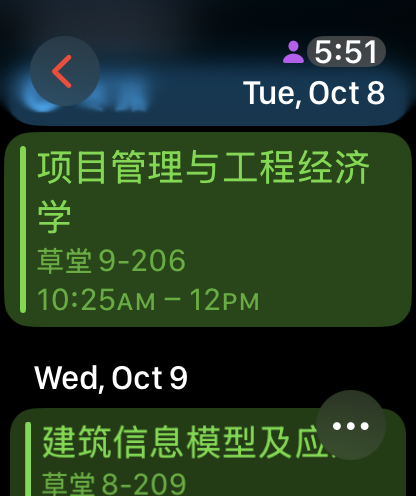 5:51
Tue, Oct 8
项目管理与工程经济
学
草堂 9-206
10:25AM – 12PM
Wed, Oct 9
建筑信息模型及应
草堂 8-209